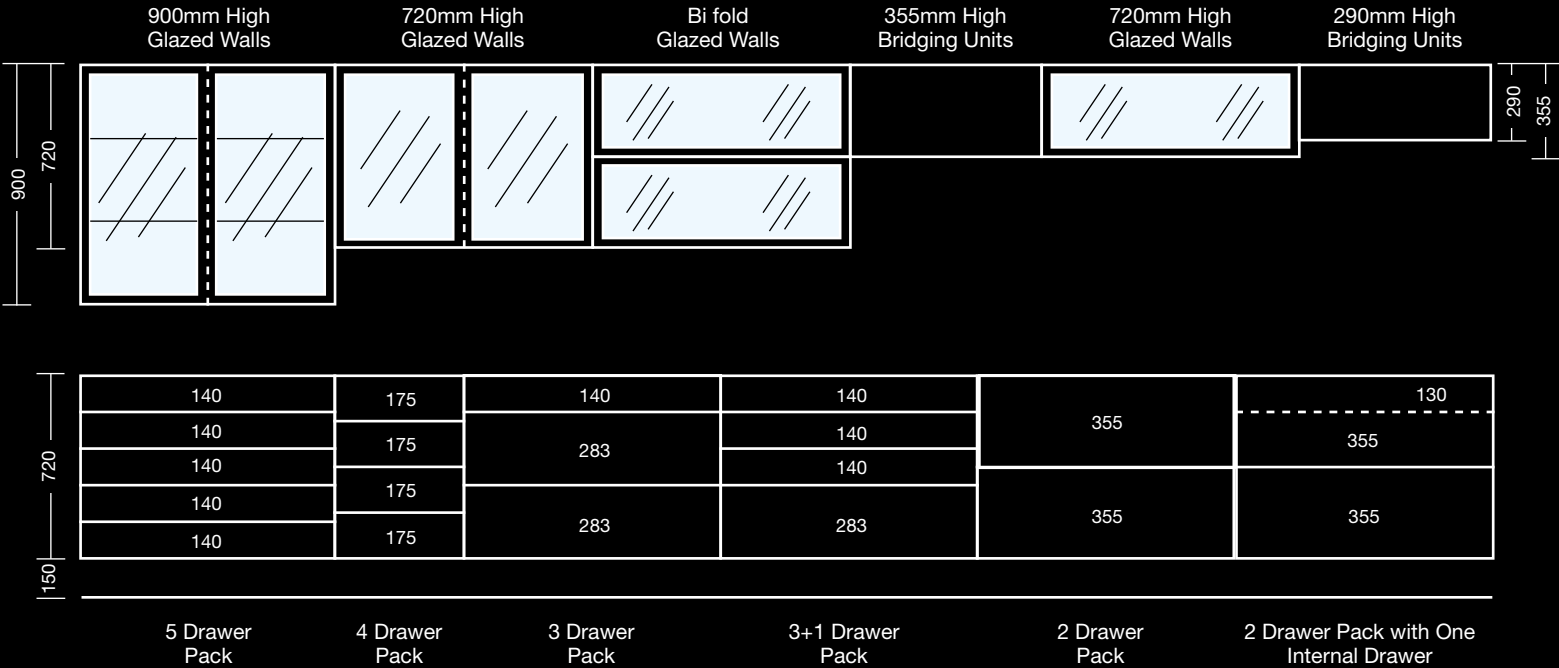 900mm High
Glazed Walls
720mm High
Glazed Walls
Bi fold
Glazed Walls
355mm High
Bridging Units
720mm High
Glazed Walls
290mm High
Bridging Units
900
720
290
355
720
150
140
140
140
140
140
175
175
175
175
140
283
283
140
140
140
283
355
355
130
355
355
5 Drawer
Pack
4 Drawer
Pack
3 Drawer
Pack
3+1 Drawer
Pack
2 Drawer
Pack
2 Drawer Pack with One
Internal Drawer